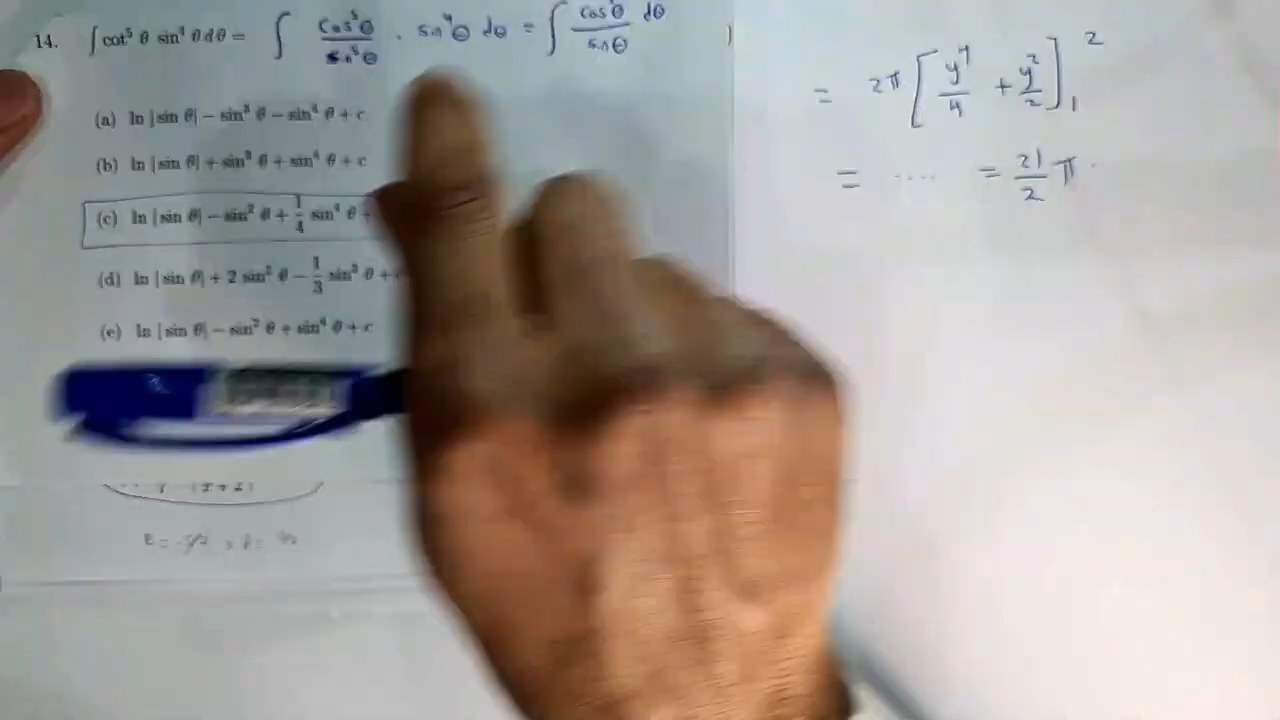 14. ∫ cot⁵ θ sin⁴ θ dθ = ∫ cos⁵θ / sin⁵θ · sin⁴θ dθ = ∫ cos⁵θ / sinθ dθ
(a) ln |sin θ| − sin³ θ − sin⁴ θ + c
(b) ln |sin θ| + sin³ θ + sin⁴ θ + c
(c) ln |sin θ| − sin² θ + 1/4 sin⁴ θ +
(d) ln |sin θ| + 2 sin² θ − 1/3 sin³ θ +
(e) ln |sin θ| − sin² θ + sin⁴ θ + c
= 2π [ y⁴/4 + y²/2 ]₁²
= .... = 21/2 π